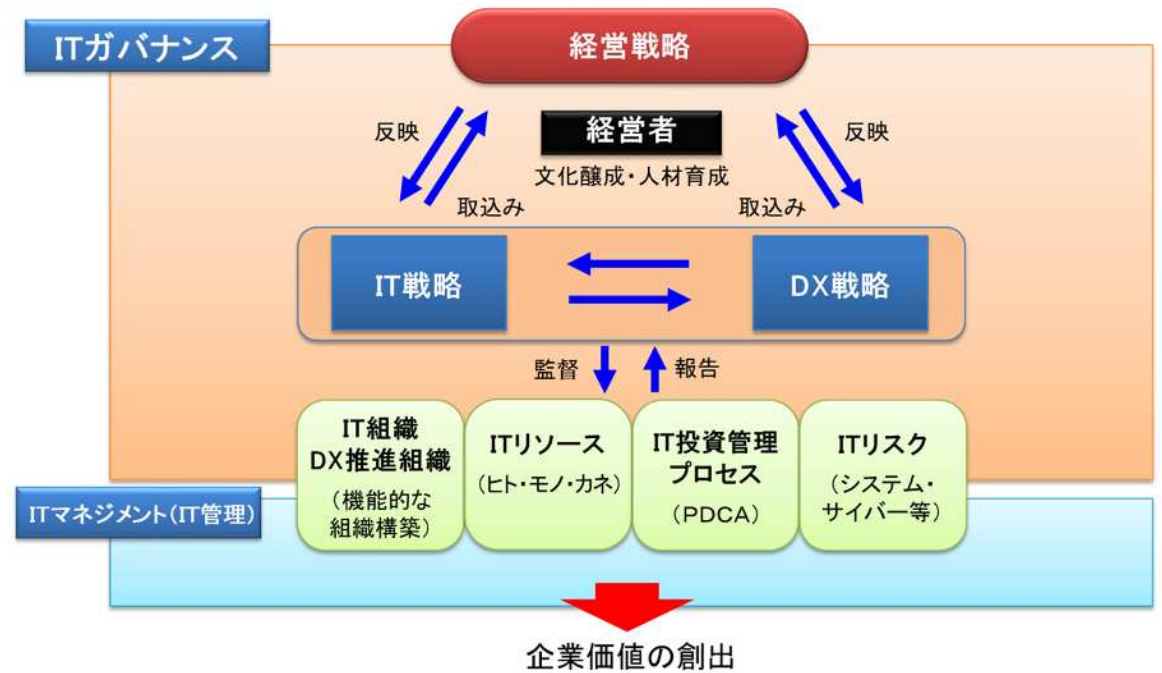 ITガバナンス
経営戦略
経営者
文化醸成・人材育成
反映
取込み
反映
取込み
IT戦略
DX戦略
監督
報告
IT組織
DX推進組織
（機能的な
組織構築）
ITリソース
（ヒト・モノ・カネ）
IT投資管理
プロセス
（PDCA）
ITリスク
（システム・
サイバー等）
ITマネジメント（IT管理）
企業価値の創出